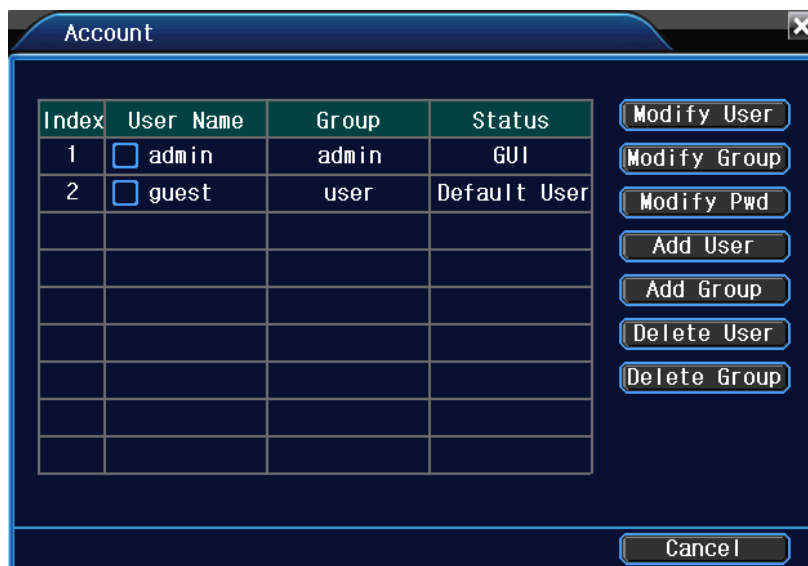 Account
Index User Name Group Status
1 admin admin GUI
2 guest user Default User
Modify User
Modify Group
Modify Pwd
Add User
Add Group
Delete User
Delete Group
Cancel